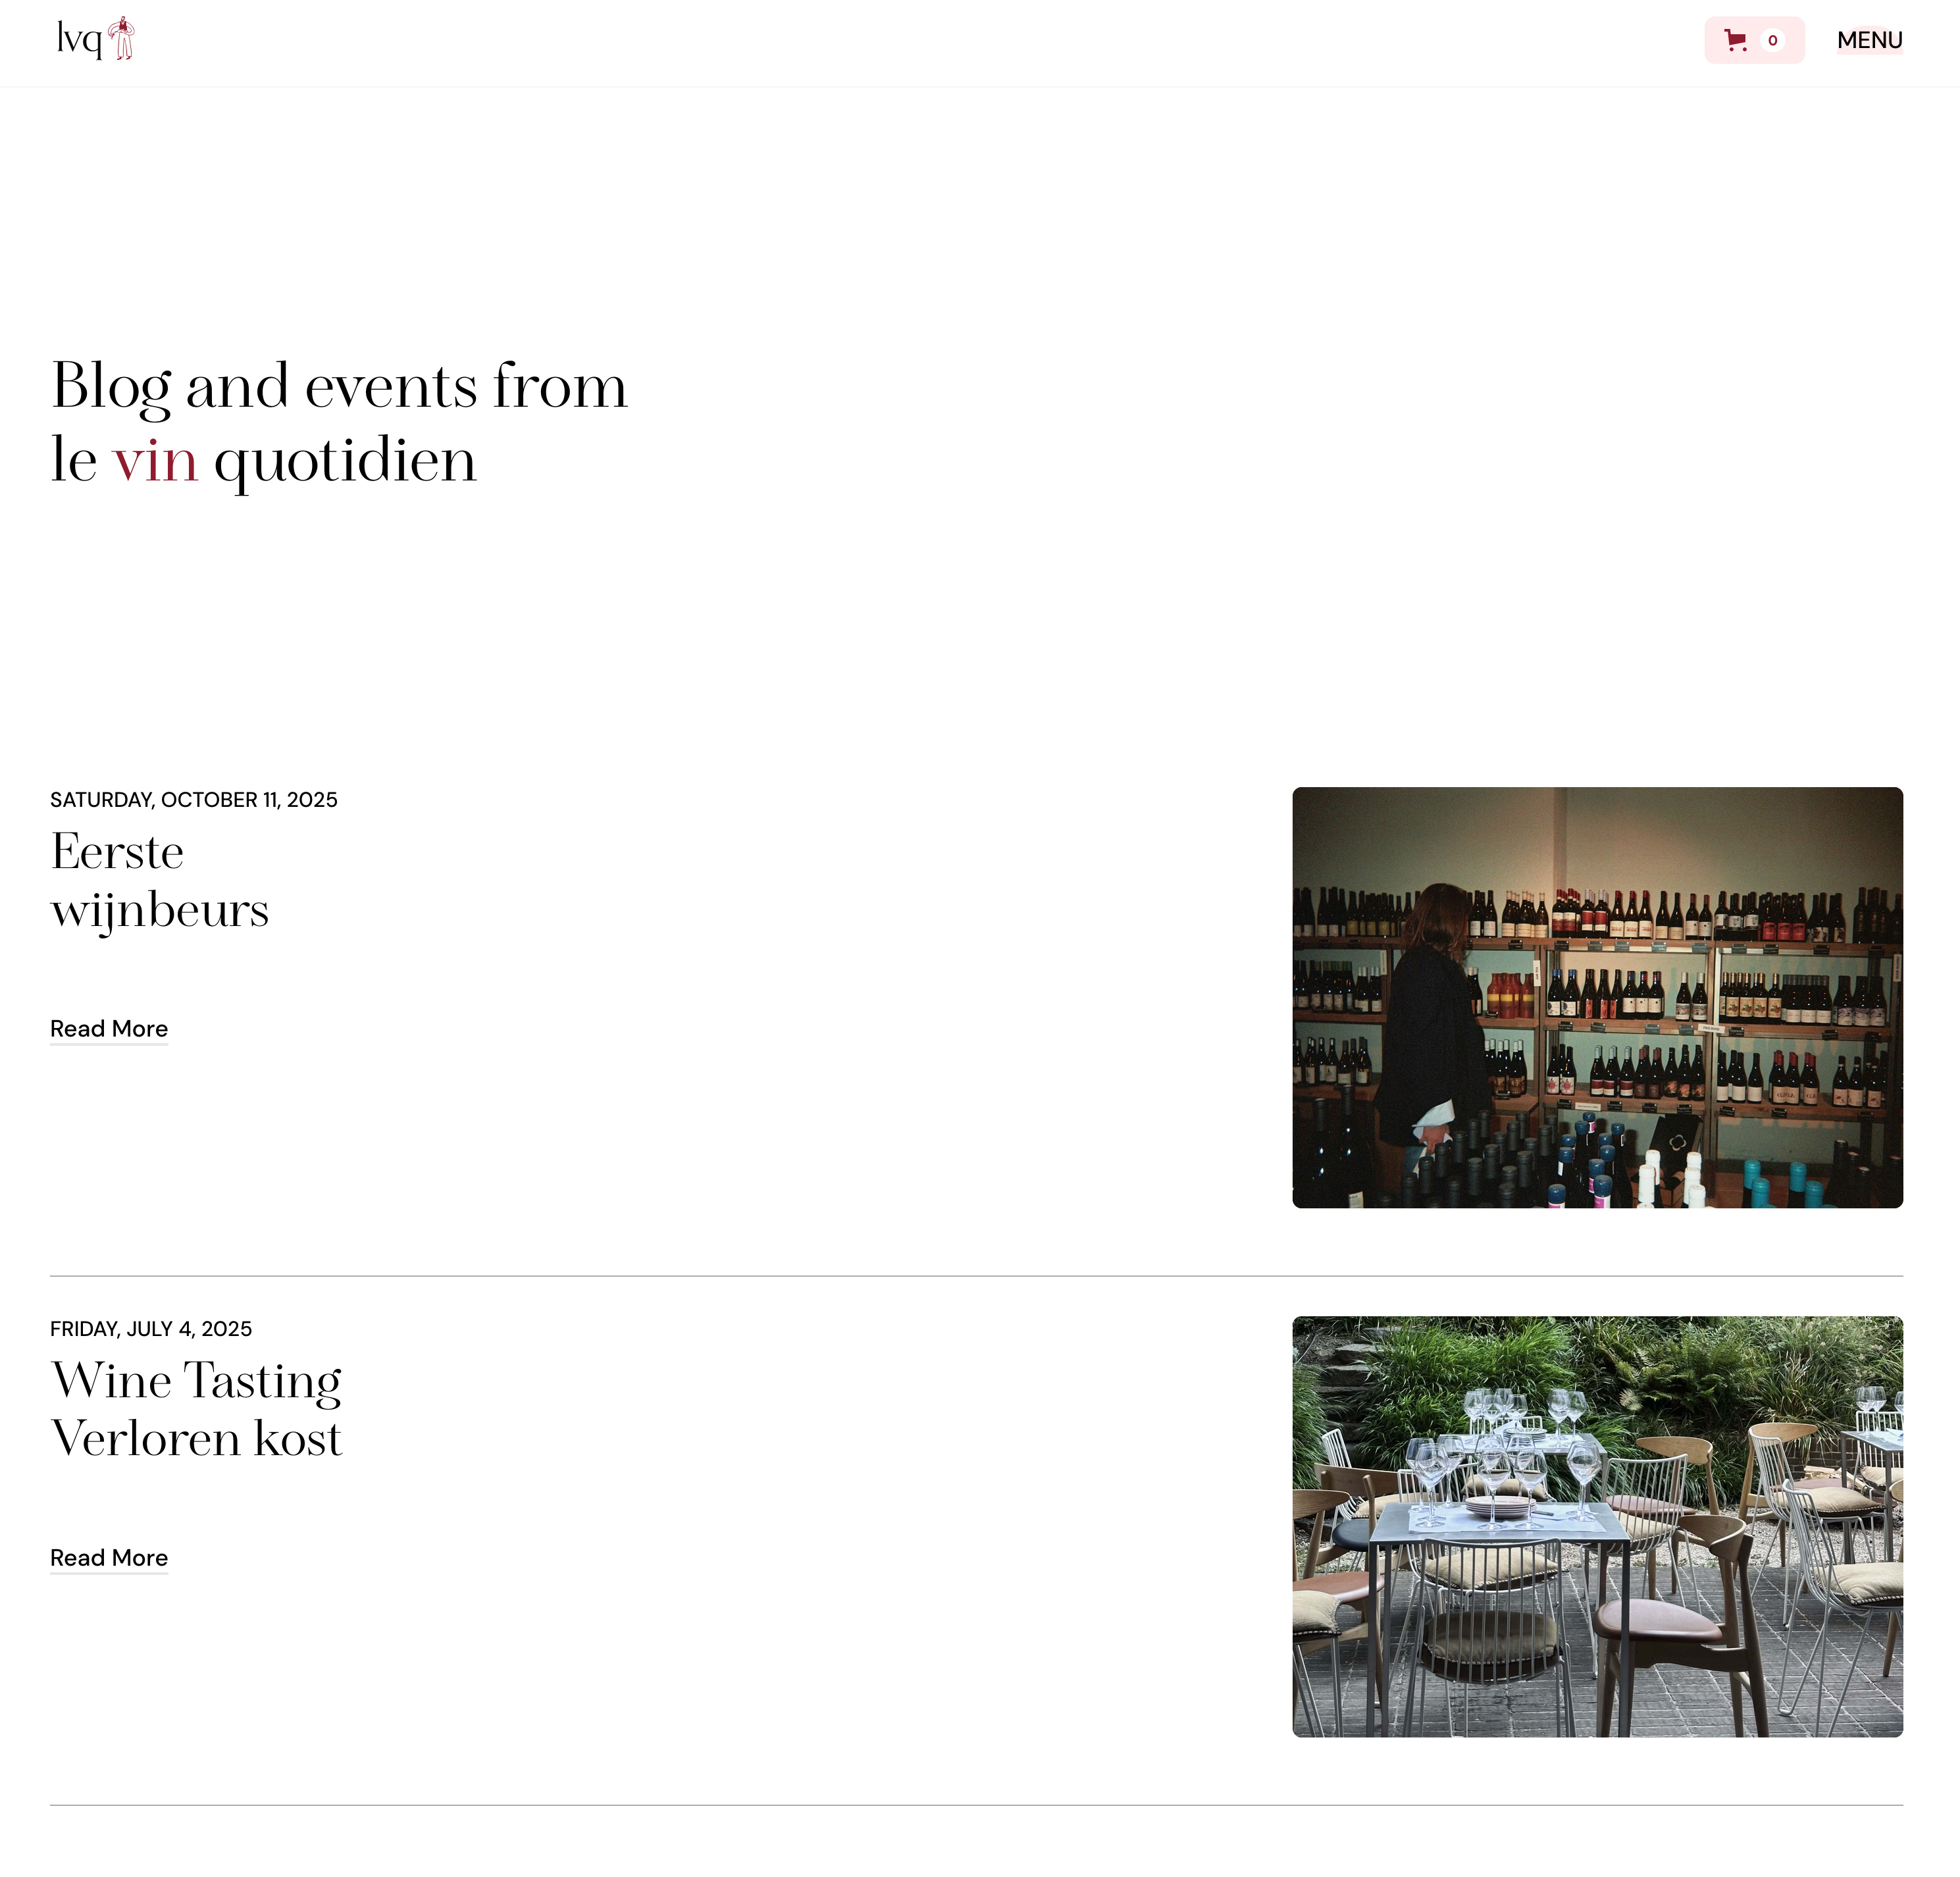 lvq
0
MENU
Blog and events from
le vin quotidien
SATURDAY, OCTOBER 11, 2025
Eerste
wijnbeurs
Read More
FRIDAY, JULY 4, 2025
Wine Tasting
Verloren kost
Read More